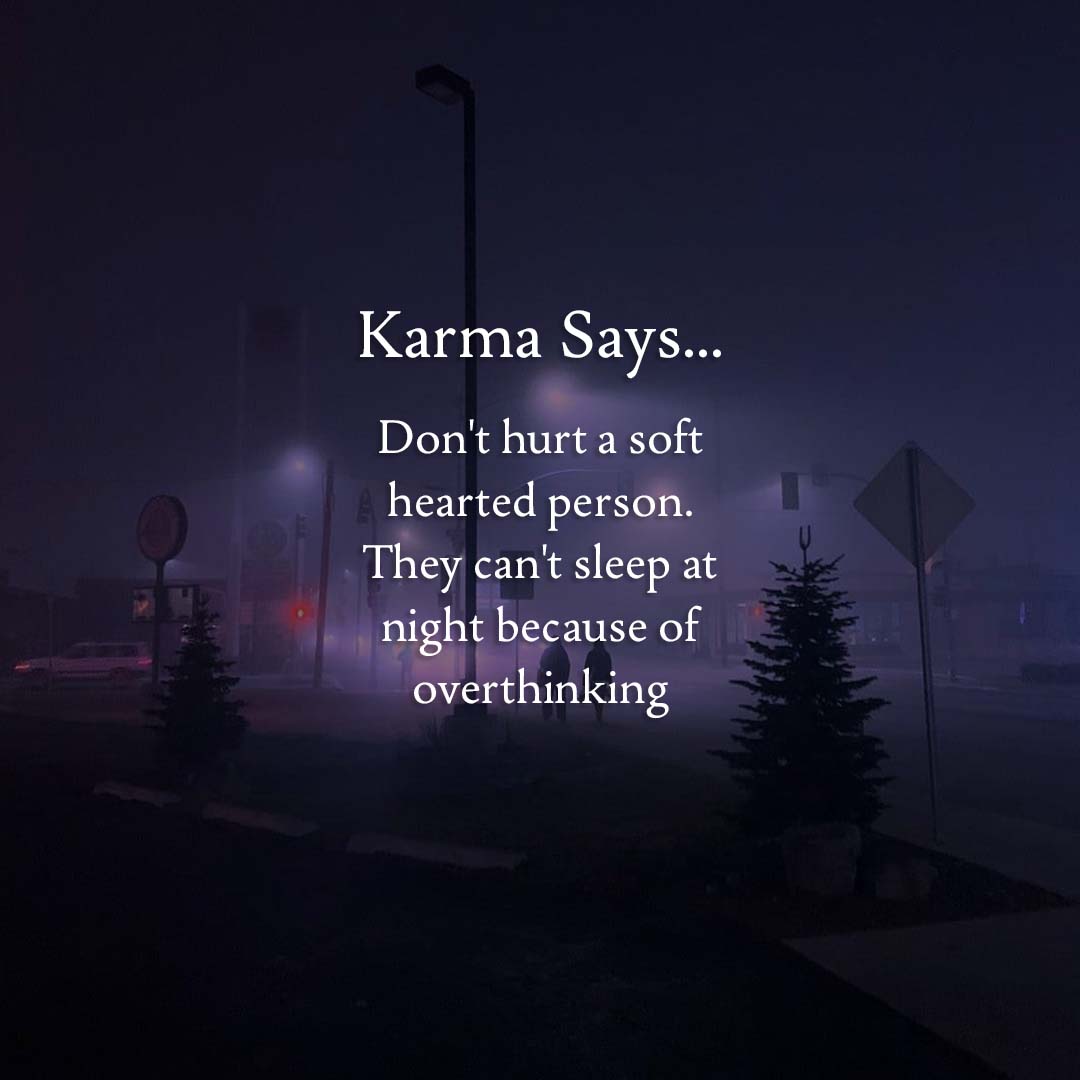 Karma Says...
Don't hurt a soft
hearted person.
They can't sleep at
night because of
overthinking